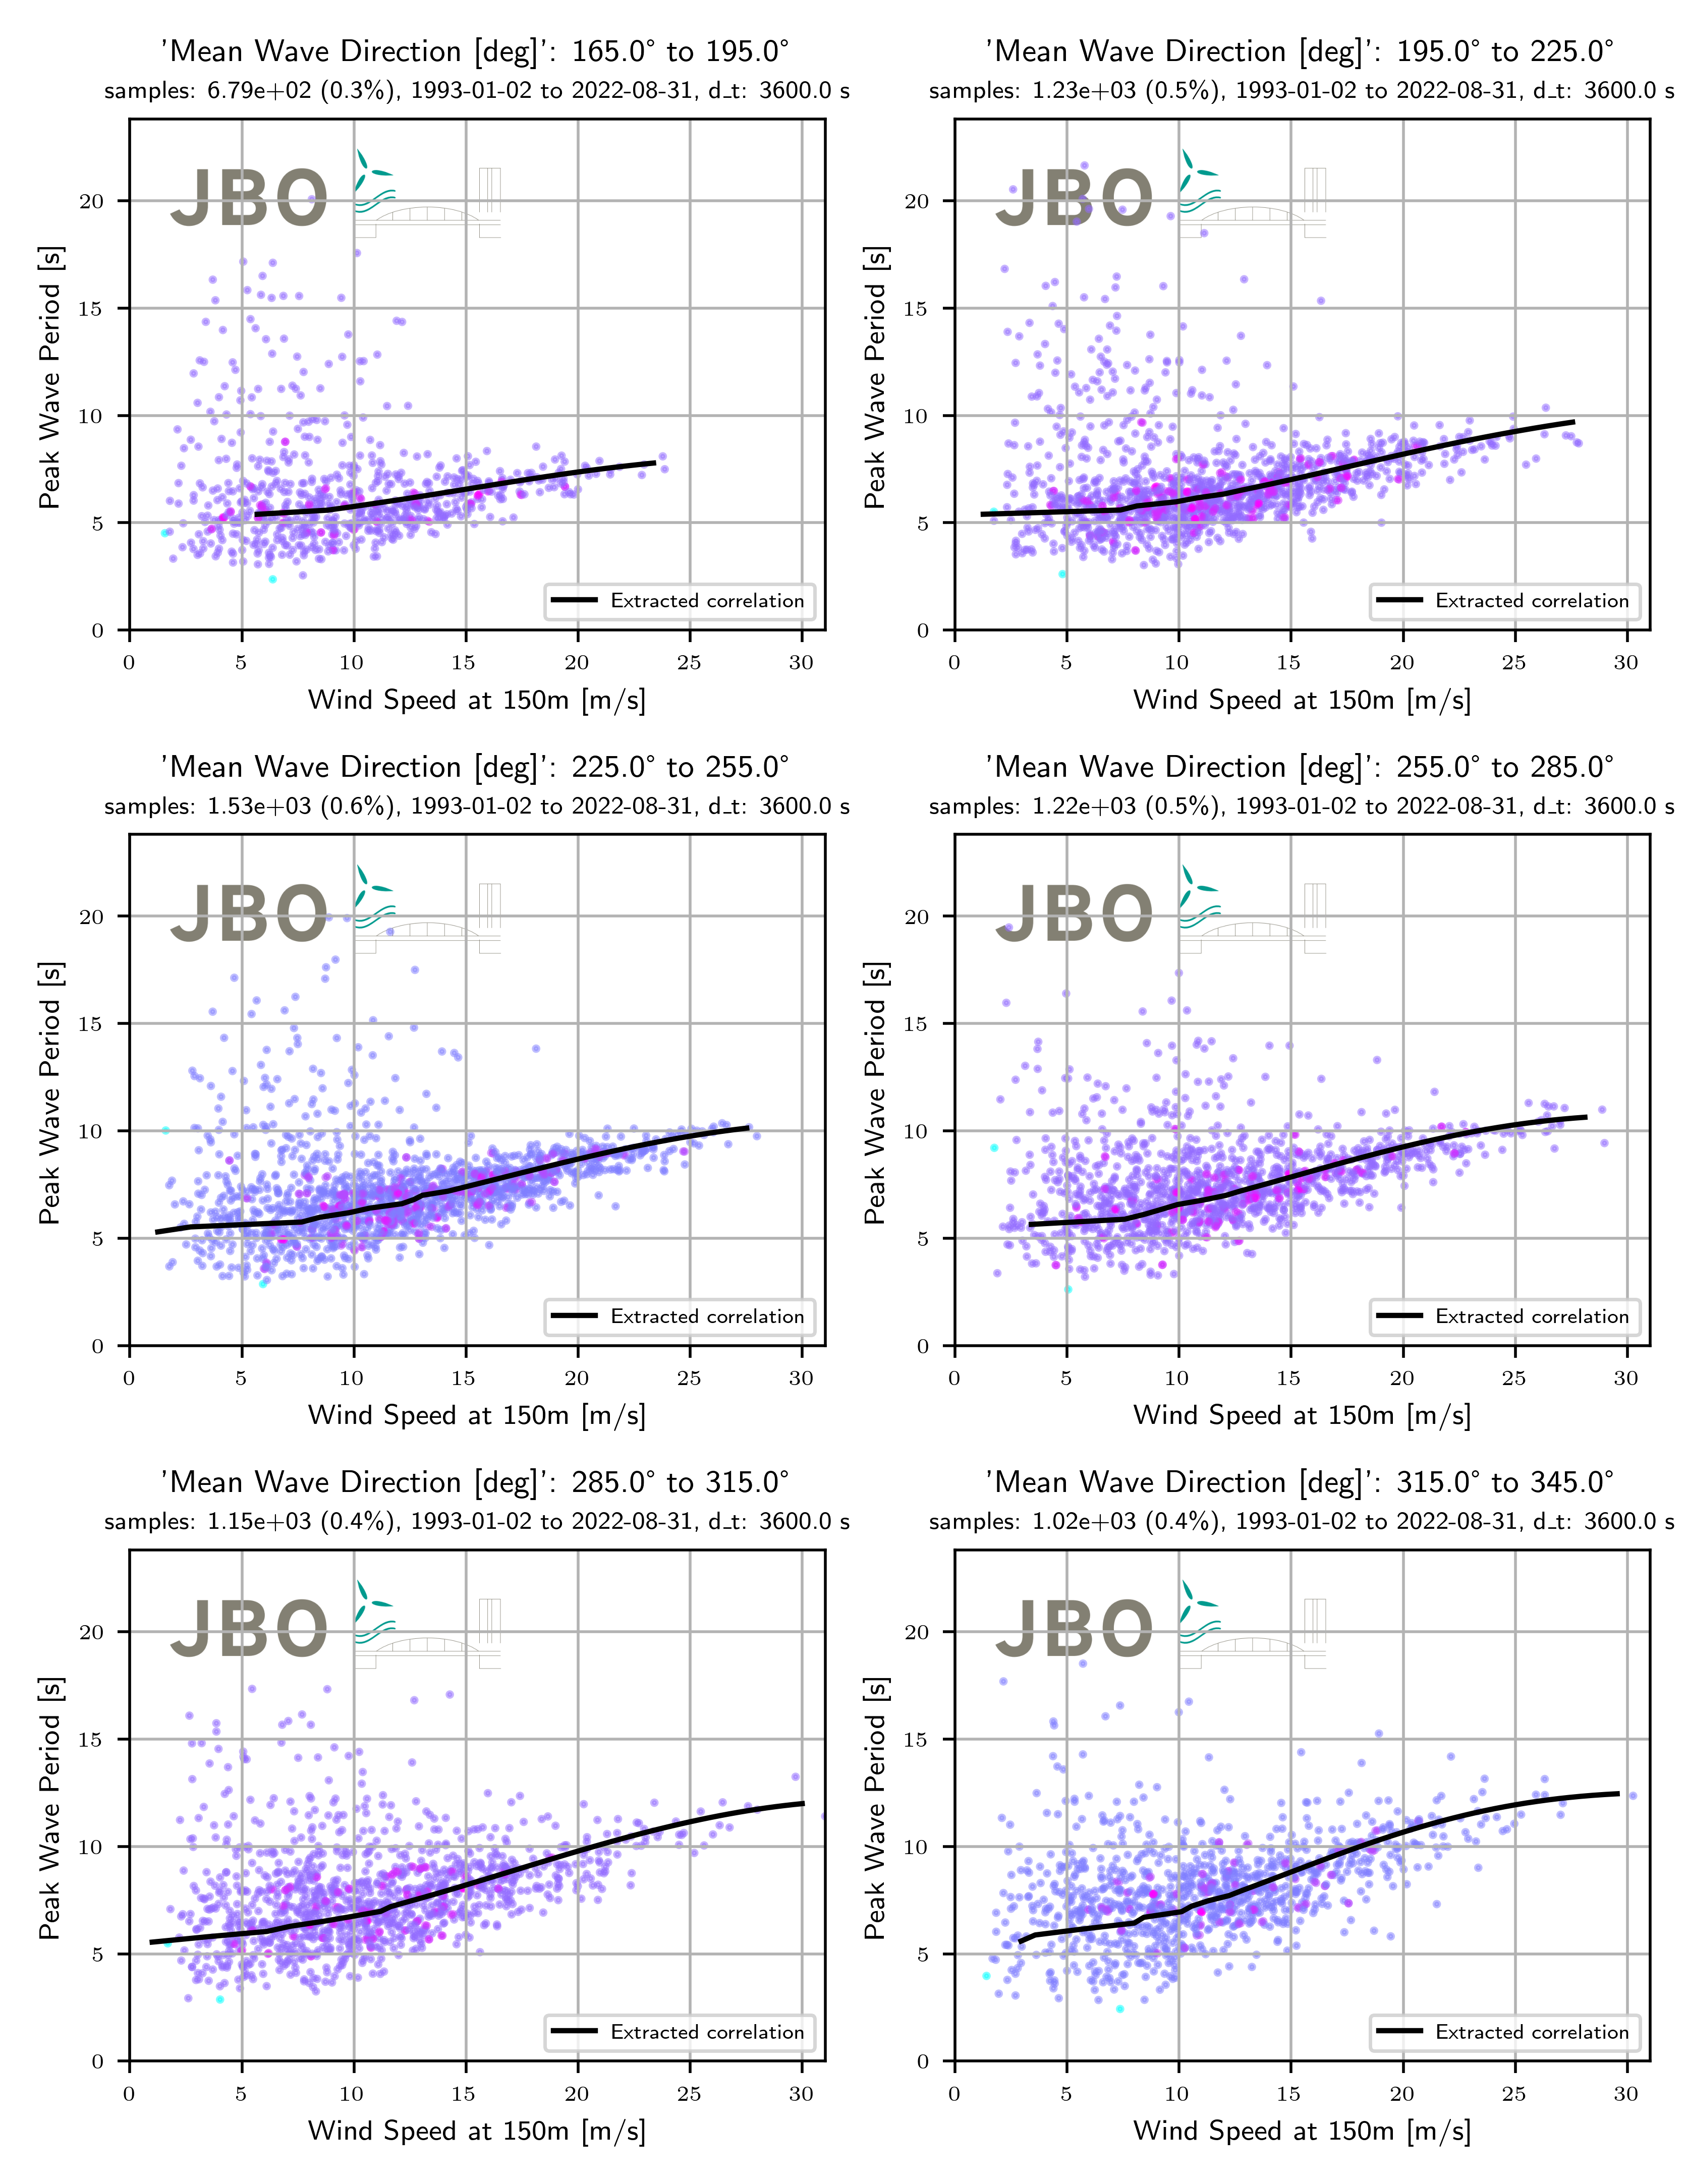 'Mean Wave Direction [deg]': 165.0° to 195.0°
samples: 6.79e+02 (0.3%), 1993-01-02 to 2022-08-31, d_t: 3600.0 s
JBO
Peak Wave Period [s]
20
15
10
5
0
0 5 10 15 20 25 30
Extracted correlation
Wind Speed at 150m [m/s]
'Mean Wave Direction [deg]': 195.0° to 225.0°
samples: 1.23e+03 (0.5%), 1993-01-02 to 2022-08-31, d_t: 3600.0 s
JBO
Peak Wave Period [s]
20
15
10
5
0
0 5 10 15 20 25 30
Extracted correlation
Wind Speed at 150m [m/s]
'Mean Wave Direction [deg]': 225.0° to 255.0°
samples: 1.53e+03 (0.6%), 1993-01-02 to 2022-08-31, d_t: 3600.0 s
JBO
Peak Wave Period [s]
20
15
10
5
0
0 5 10 15 20 25 30
Extracted correlation
Wind Speed at 150m [m/s]
'Mean Wave Direction [deg]': 255.0° to 285.0°
samples: 1.22e+03 (0.5%), 1993-01-02 to 2022-08-31, d_t: 3600.0 s
JBO
Peak Wave Period [s]
20
15
10
5
0
0 5 10 15 20 25 30
Extracted correlation
Wind Speed at 150m [m/s]
'Mean Wave Direction [deg]': 285.0° to 315.0°
samples: 1.15e+03 (0.4%), 1993-01-02 to 2022-08-31, d_t: 3600.0 s
JBO
Peak Wave Period [s]
20
15
10
5
0
0 5 10 15 20 25 30
Extracted correlation
Wind Speed at 150m [m/s]
'Mean Wave Direction [deg]': 315.0° to 345.0°
samples: 1.02e+03 (0.4%), 1993-01-02 to 2022-08-31, d_t: 3600.0 s
JBO
Peak Wave Period [s]
20
15
10
5
0
0 5 10 15 20 25 30
Extracted correlation
Wind Speed at 150m [m/s]